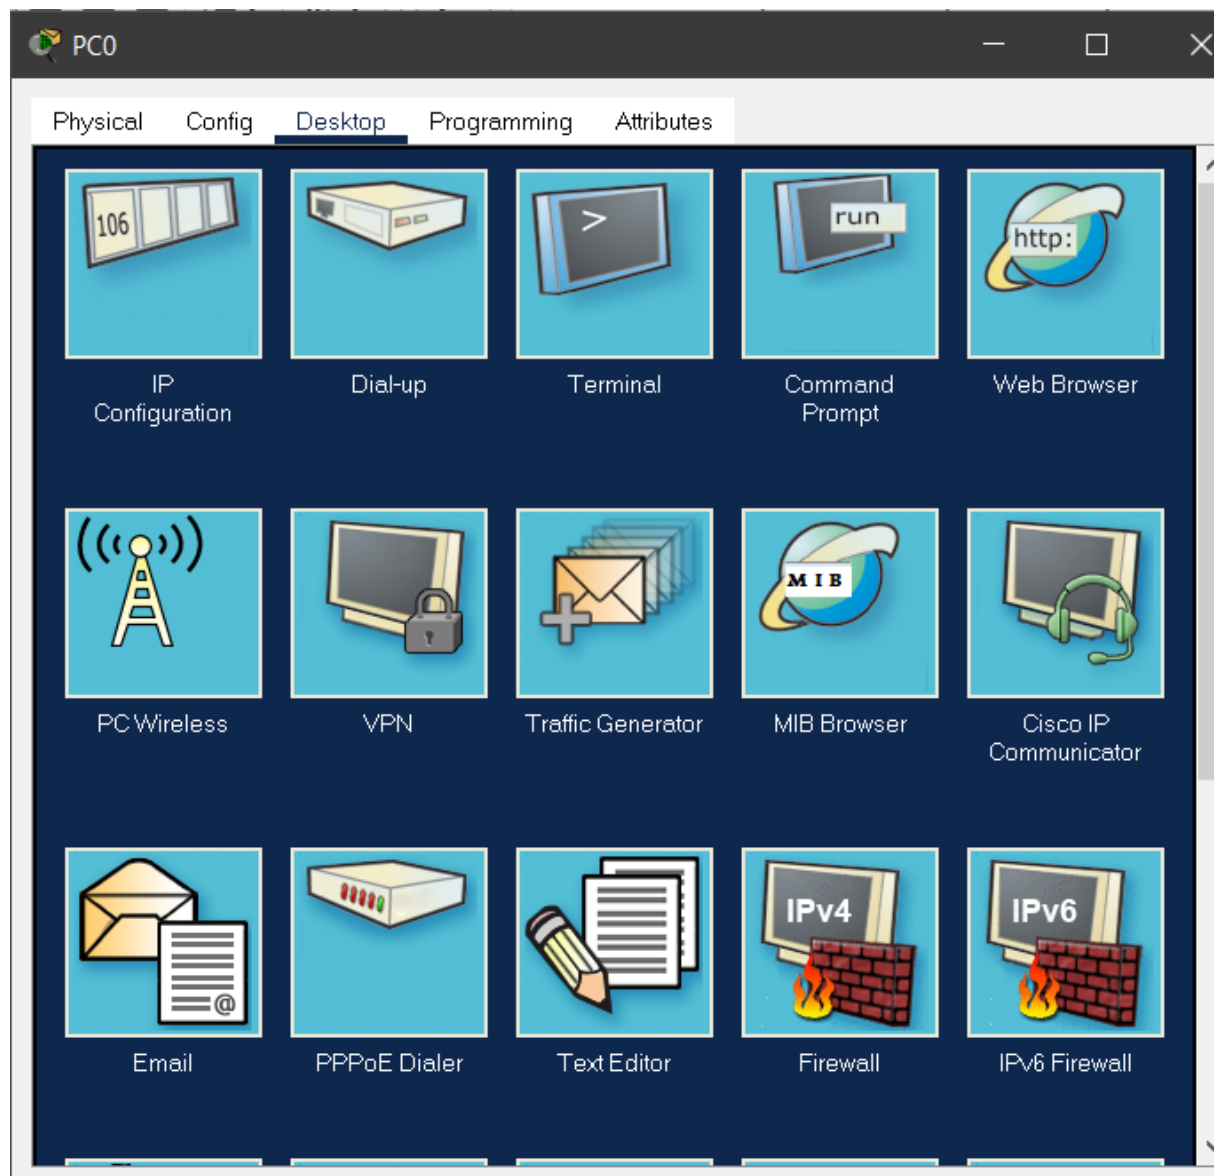 PC0
Physical Config Desktop Programming Attributes
106
>
run
http:
IP
Configuration
Dial-up
Terminal
Command
Prompt
Web Browser
MIB
PC Wireless
VPN
Traffic Generator
MIB Browser
Cisco IP
Communicator
@
IPv4
IPv6
Email
PPPoE Dialer
Text Editor
Firewall
IPv6 Firewall